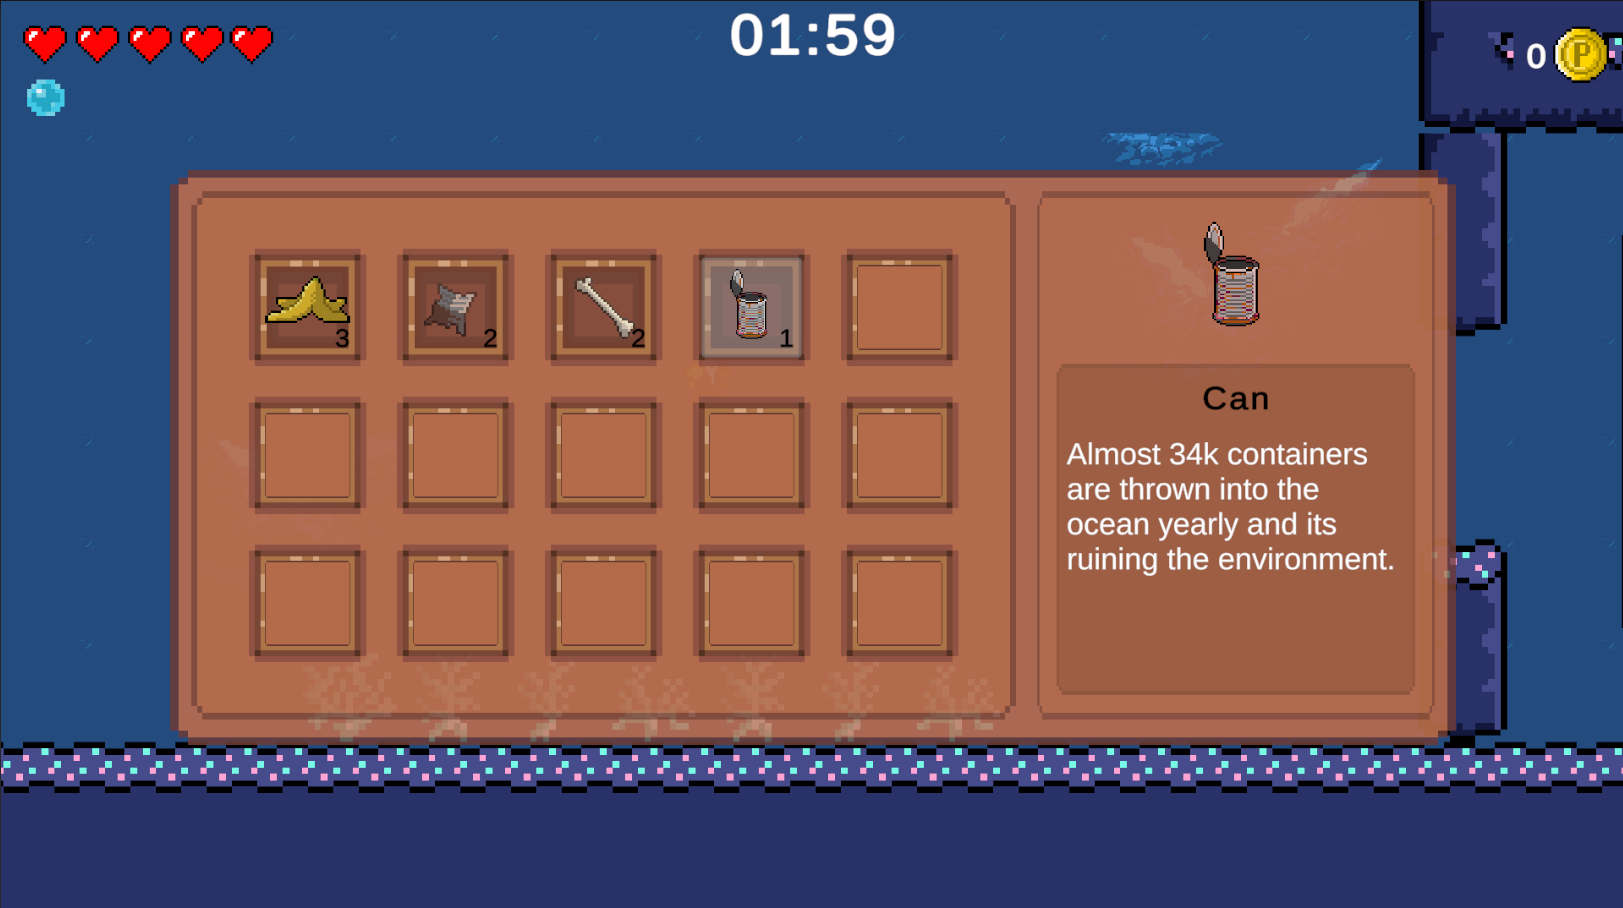 01:59
0 P
3 2 2 1
Can
Almost 34k containers
are thrown into the
ocean yearly and its
ruining the environment.